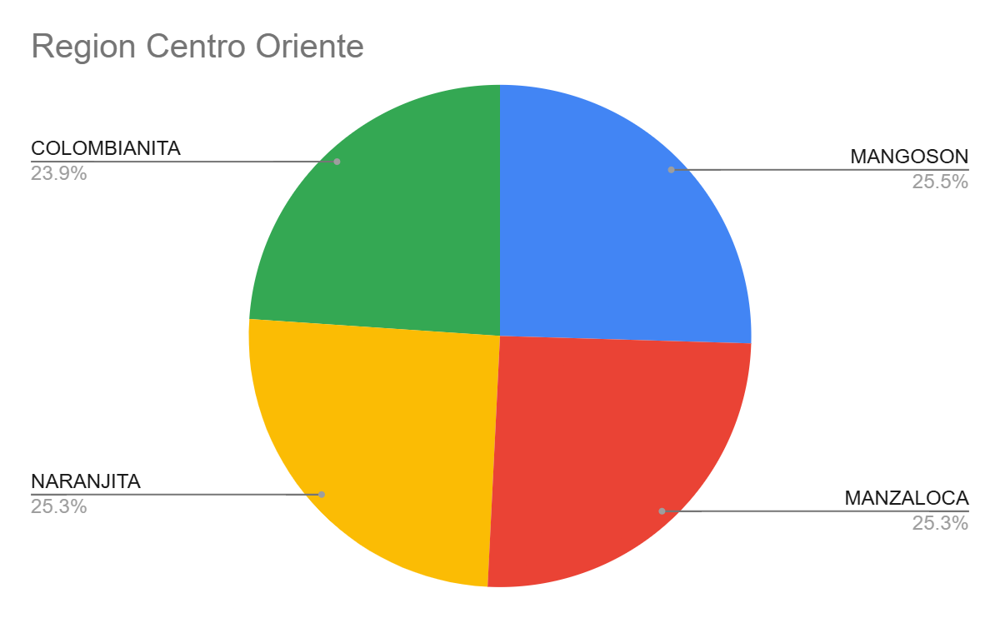 Region Centro Oriente
COLOMBIANITA
23.9%
MANGOSON
25.5%
NARANJITA
25.3%
MANZALOCA
25.3%